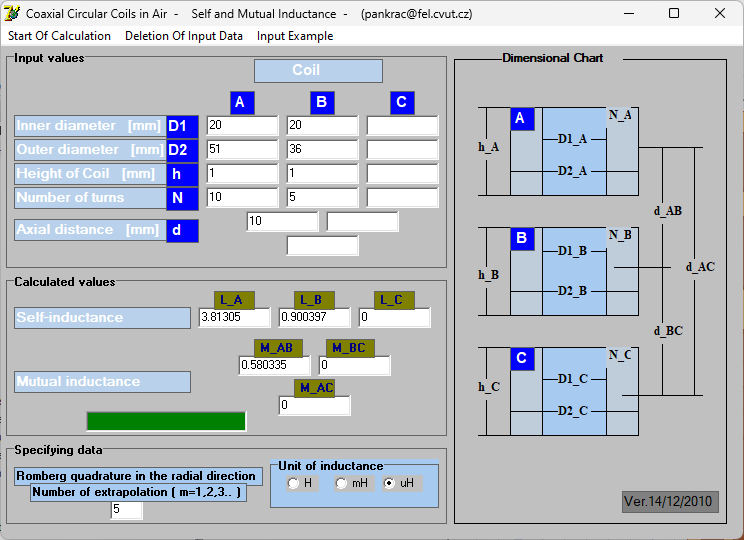 Coaxial Circular Coils in Air - Self and Mutual Inductance - (pankrac@fel.cvut.cz)
Start Of Calculation Deletion Of Input Data Input Example
Input values
Coil
A B C
Inner diameter [mm] D1 20 20
Outer diameter [mm] D2 51 36
Height of Coil [mm] h 1 1
Number of turns N 10 5
Axial distance [mm] d 10
Calculated values
L_A L_B L_C
Self-inductance 3.81305 0.900397 0
M_AB M_BC
0.580335 0
Mutual inductance
M_AC
0
Specifying data
Romberg quadrature in the radial direction
Number of extrapolation ( m=1,2,3.. )
5
Unit of inductance
H mH uH
Dimensional Chart
A N_A
D1_A
h_A
D2_A
d_AB
B N_B
D1_B
d_AC
h_B
D2_B
d_BC
C N_C
D1_C
h_C
D2_C
Ver.14/12/2010